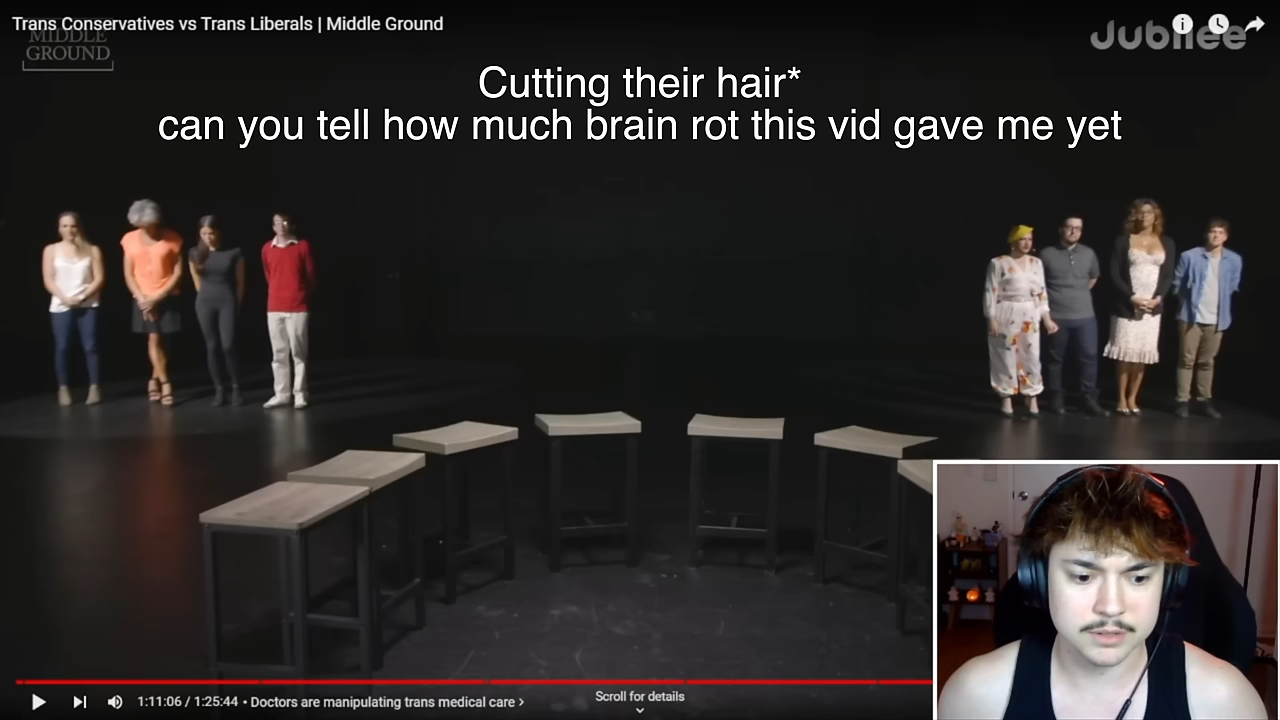 Trans Conservatives vs Trans Liberals | Middle Ground
MIDDLE
GROUND
Jubilee
Cutting their hair*
can you tell how much brain rot this vid gave me yet
1:11:06 / 1:25:44 • Doctors are manipulating trans medical care >
Scroll for details